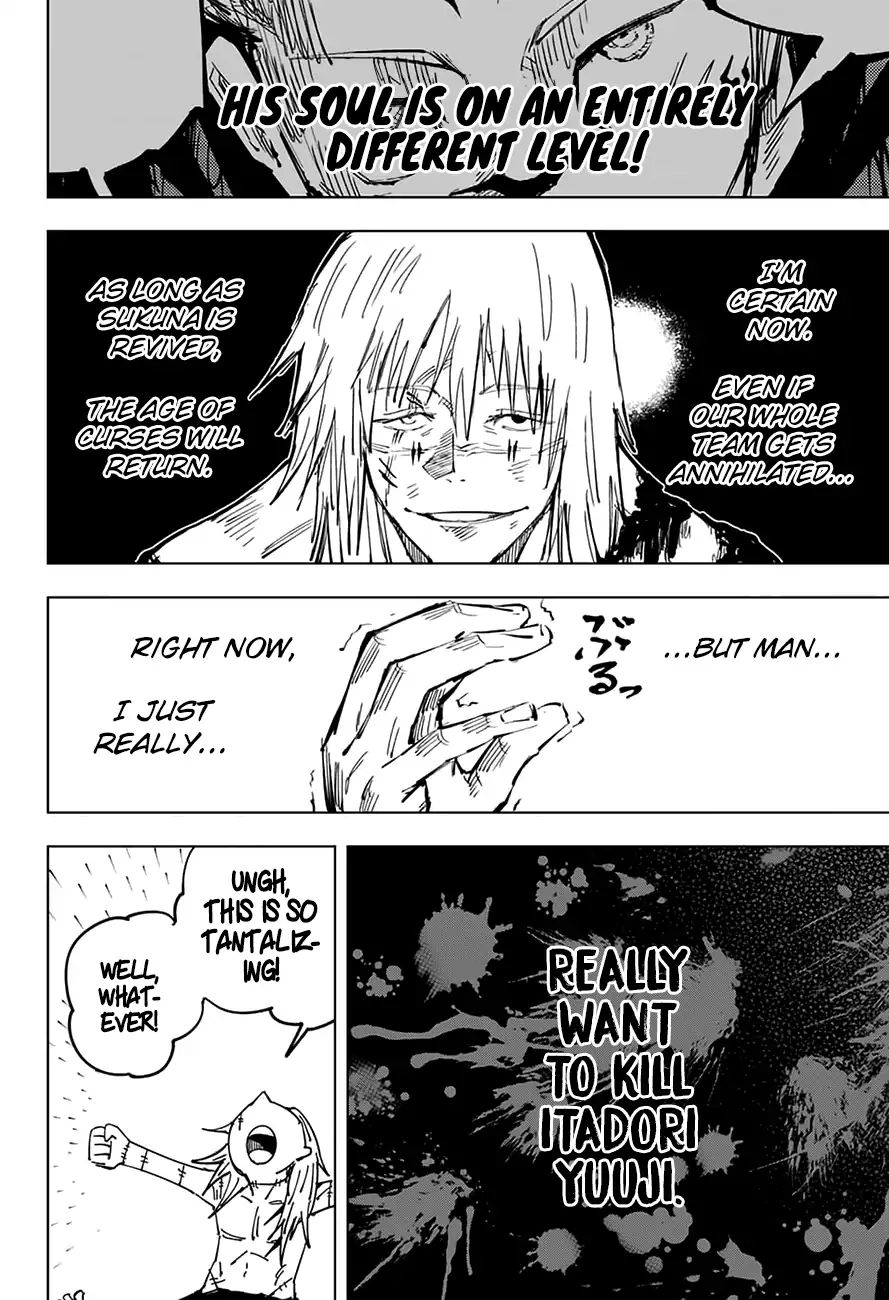 HIS SOUL IS ON AN ENTIRELY
DIFFERENT LEVEL!
I'M
CERTAIN
NOW.
EVEN IF
OUR WHOLE
TEAM GETS
ANNIHILATED...
AS LONG AS
SUKUNA IS
REVIVED,
THE AGE OF
CURSES WILL
RETURN.
...BUT MAN...
ぶるっ
RIGHT NOW,
I JUST
REALLY...
REALLY
WANT
TO KILL
ITADORI
YUUJI.
UNGH,
THIS IS SO
TANTALIZ-
ING!
WELL,
WHAT-
EVER!